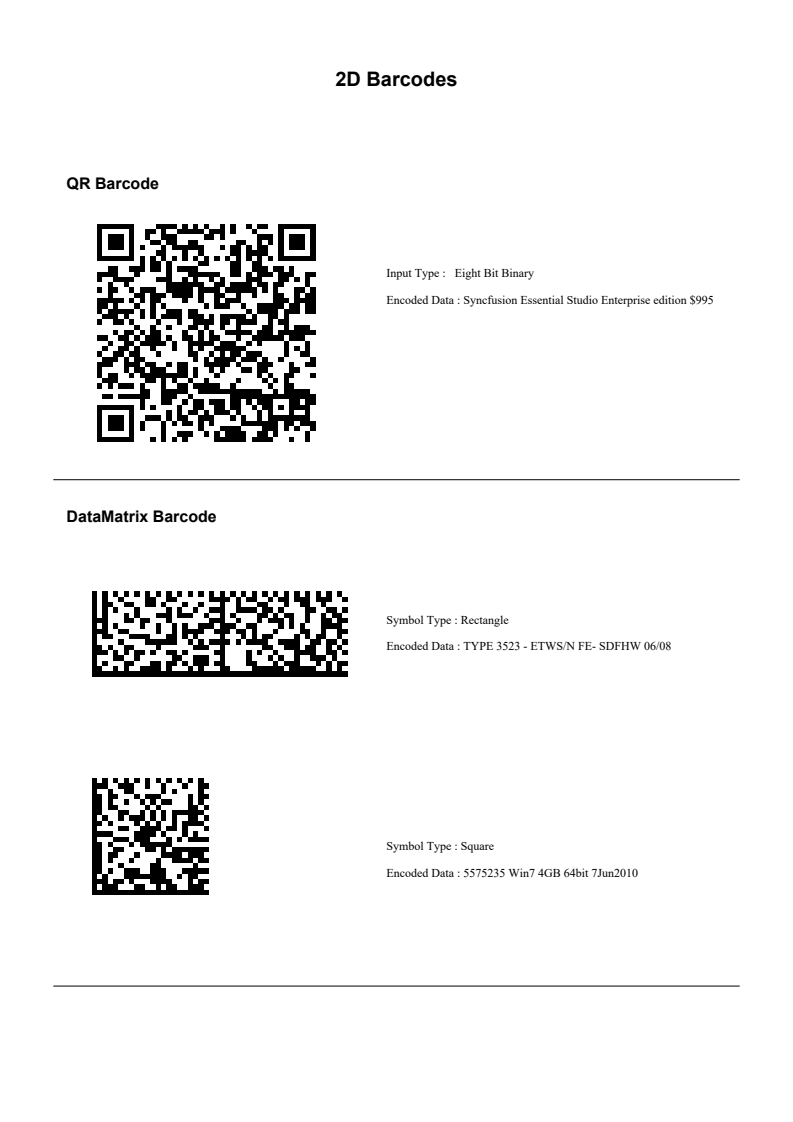 2D Barcodes
QR Barcode
Input Type :   Eight Bit Binary
Encoded Data : Syncfusion Essential Studio Enterprise edition $995
DataMatrix Barcode
Symbol Type : Rectangle
Encoded Data : TYPE 3523 - ETWS/N FE- SDFHW 06/08
Symbol Type : Square
Encoded Data : 5575235 Win7 4GB 64bit 7Jun2010